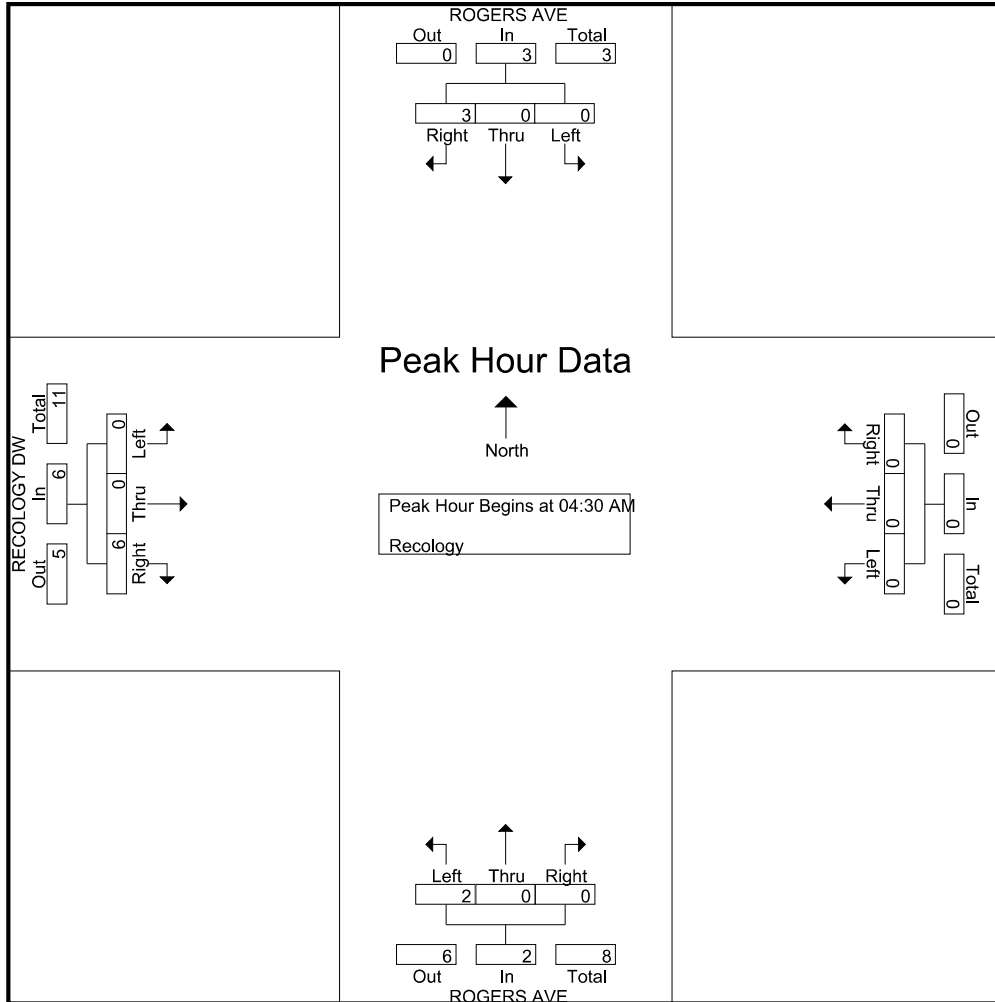 ROGERS AVE
Out In Total
0 3 3
3 0 0
Right Thru Left
Peak Hour Data
North
Peak Hour Begins at 04:30 AM
Recology
RECOLOGY DW
Out In Total
5 6 11
0 0 6
Left Thru Right
Out In Total
0 0 0
0 0 0
Right Thru Left
Left Thru Right
2 0 0
6 2 8
Out In Total
ROGERS AVE